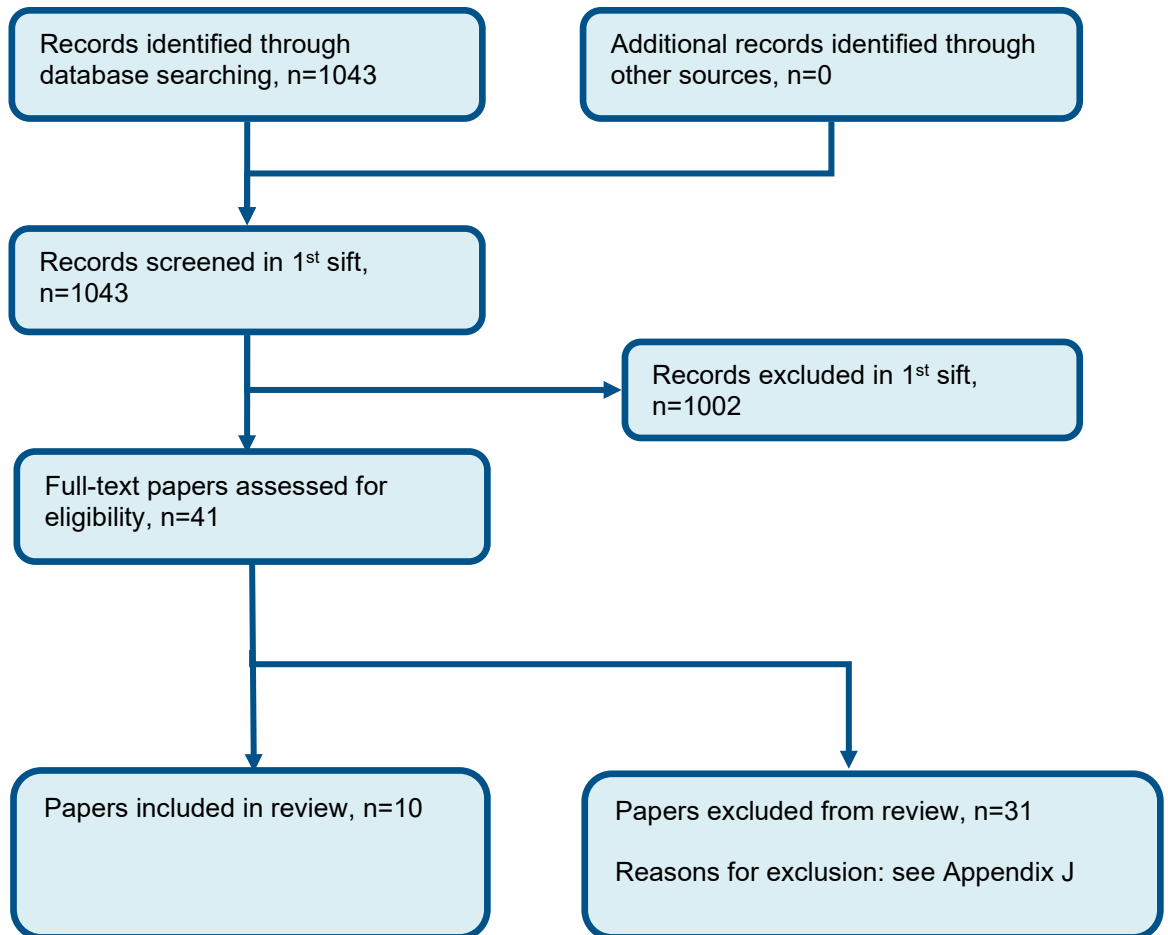 Records identified through
database searching, n=1043
Additional records identified through
other sources, n=0
Records screened in 1st sift,
n=1043
Records excluded in 1st sift,
n=1002
Full-text papers assessed for
eligibility, n=41
Papers included in review, n=10
Papers excluded from review, n=31
Reasons for exclusion: see Appendix J